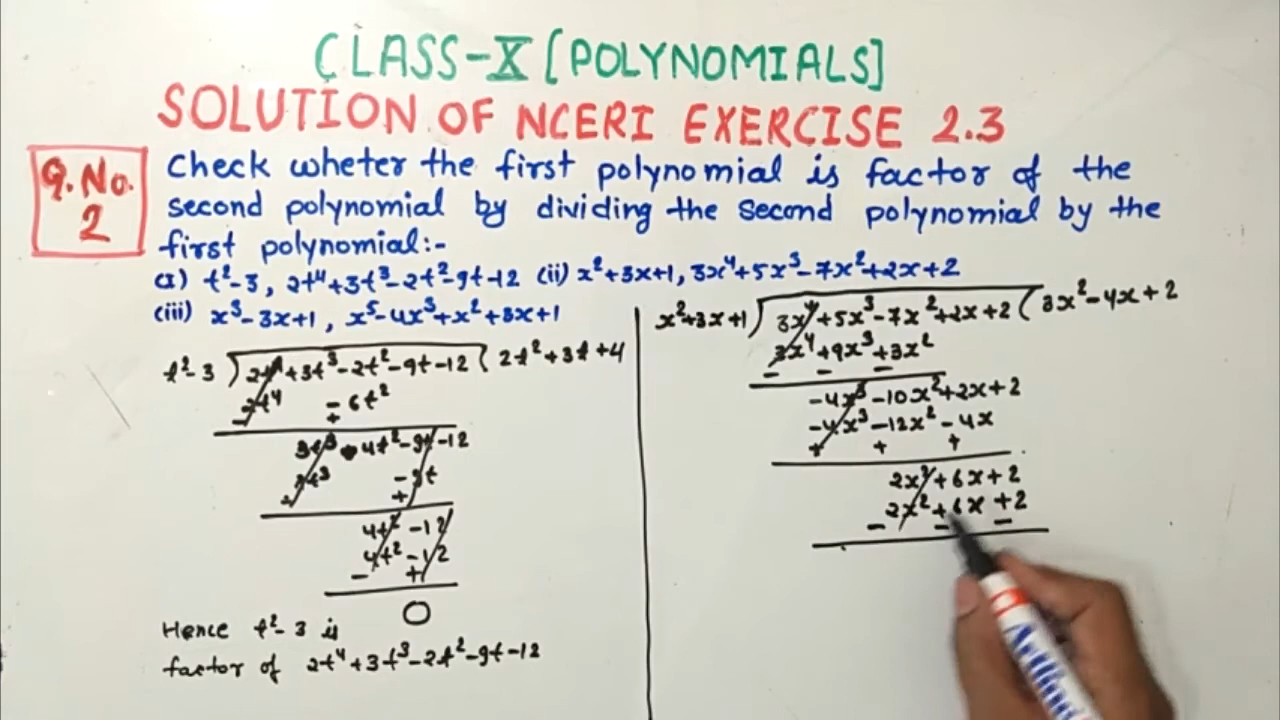 CLASS-X [POLYNOMIALS]
SOLUTION OF NCERI EXERCISE 2.3
Q.No.
2
Check wheter the first polynomial is factor of the
second polynomial by dividing the second polynomial by the
first polynomial:-
(i) t²-3, 2t⁴+3t³-2t²-9t-12 (ii) x²+3x+1, 3x⁴+5x³-7x²+2x+2
(iii) x³-3x+1, x⁵-4x³+x²+3x+1
t²-3 ) 2t⁴+3t³-2t²-9t-12 ( 2t²+3t+4
2t⁴ -6t²
- +
3t³ 4t²-9t-12
3t³ -9t
- +
4t²-12
4t²-12
- +
0
Hence t²-3 is
factor of 2t⁴+3t³-2t²-9t-12
x²+3x+1 ) 3x⁴+5x³-7x²+2x+2 ( 3x²-4x+2
3x⁴+9x³+3x²
- - -
-4x³-10x²+2x+2
-4x³-12x²-4x
+ + +
2x²+6x+2
2x²+6x+2
- - -
Artline